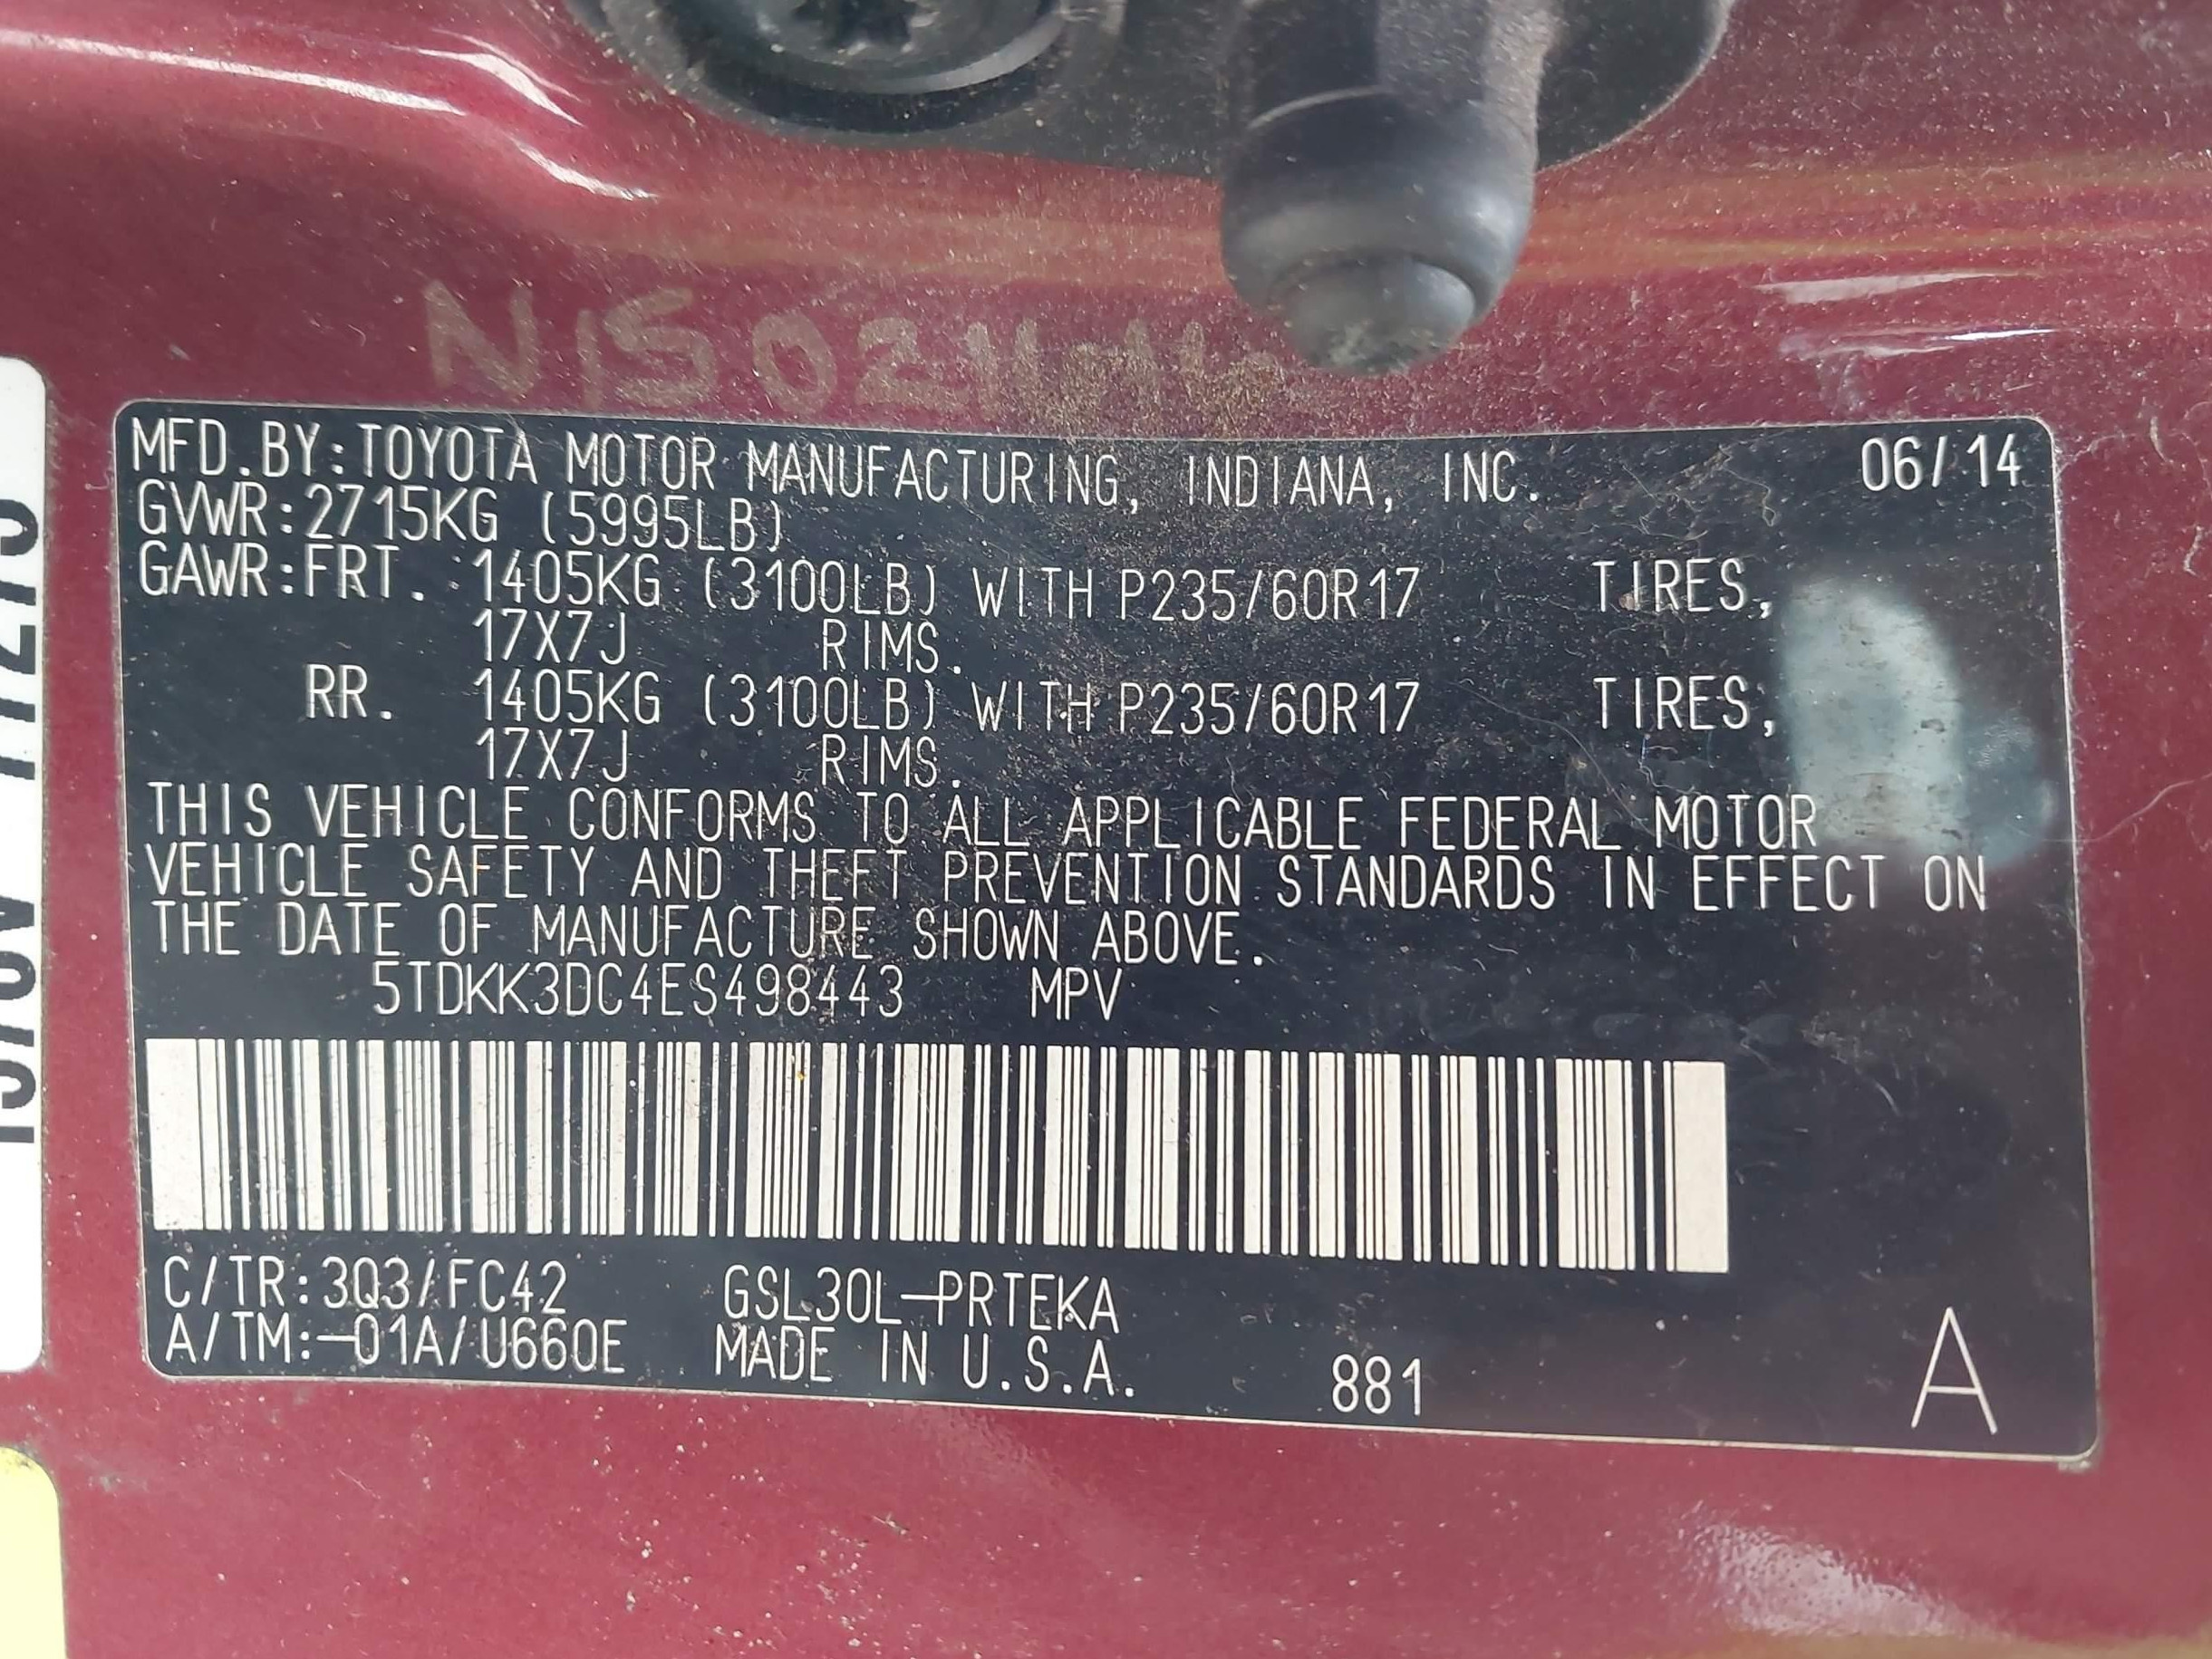 MFD.BY:TOYOTA MOTOR MANUFACTURING, INDIANA, INC. 06/14
GVWR:2715KG (5995LB)
GAWR:FRT. 1405KG (3100LB) WITH P235/60R17 TIRES,
17X7J RIMS.
RR. 1405KG (3100LB) WITH P235/60R17 TIRES,
17X7J RIMS.
THIS VEHICLE CONFORMS TO ALL APPLICABLE FEDERAL MOTOR
VEHICLE SAFETY AND THEFT PREVENTION STANDARDS IN EFFECT ON
THE DATE OF MANUFACTURE SHOWN ABOVE.
5TDKK3DC4ES498443 MPV
C/TR:3Q3/FC42 GSL30L-PRTEKA
A/TM:-01A/U660E MADE IN U.S.A. 881 A